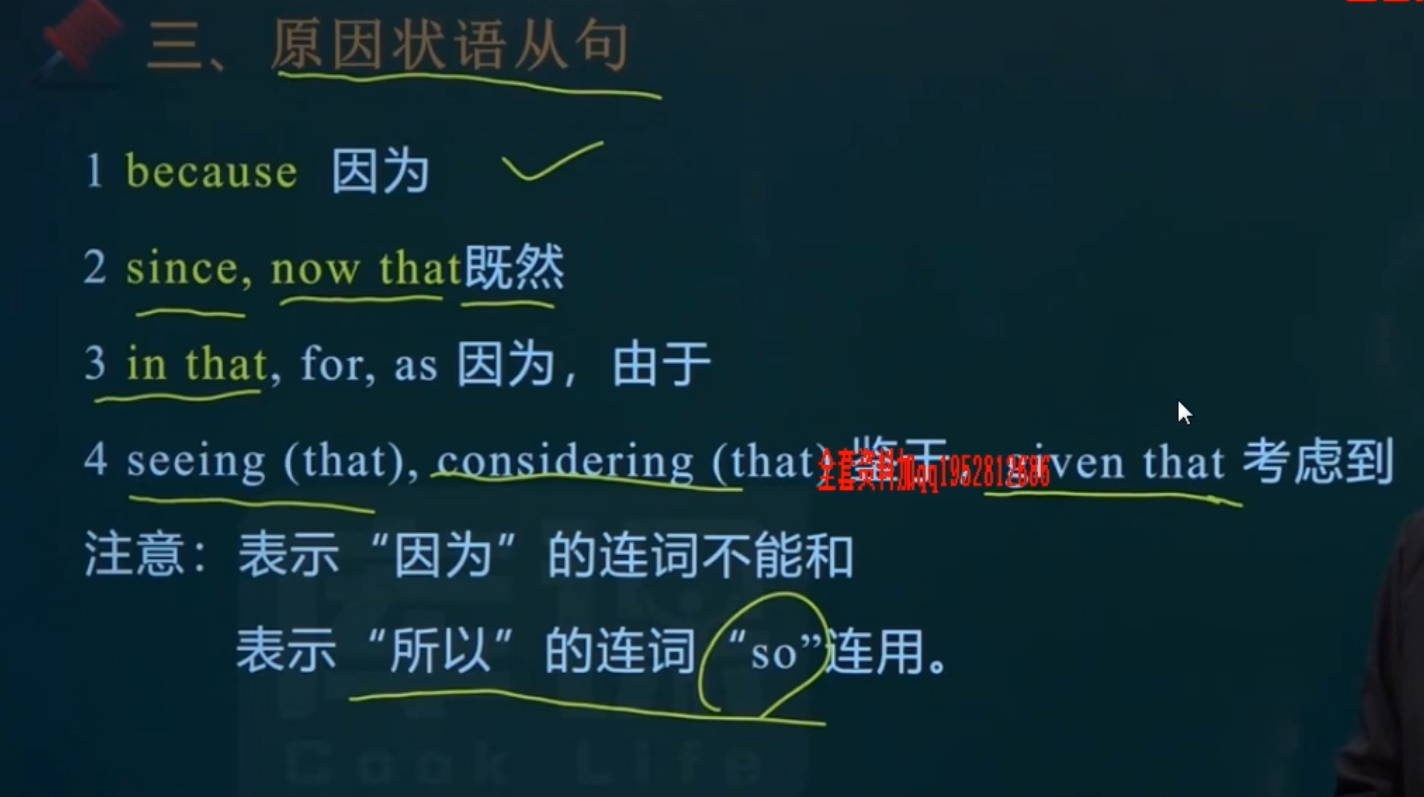 三、原因状语从句
1 because 因为
2 since, now that既然
3 in that, for, as 因为，由于
4 seeing (that), considering (that) 鉴于, given that 考虑到
全套资料加qq1952812686
注意：表示“因为”的连词不能和
表示“所以”的连词“so”连用。
Cook Life